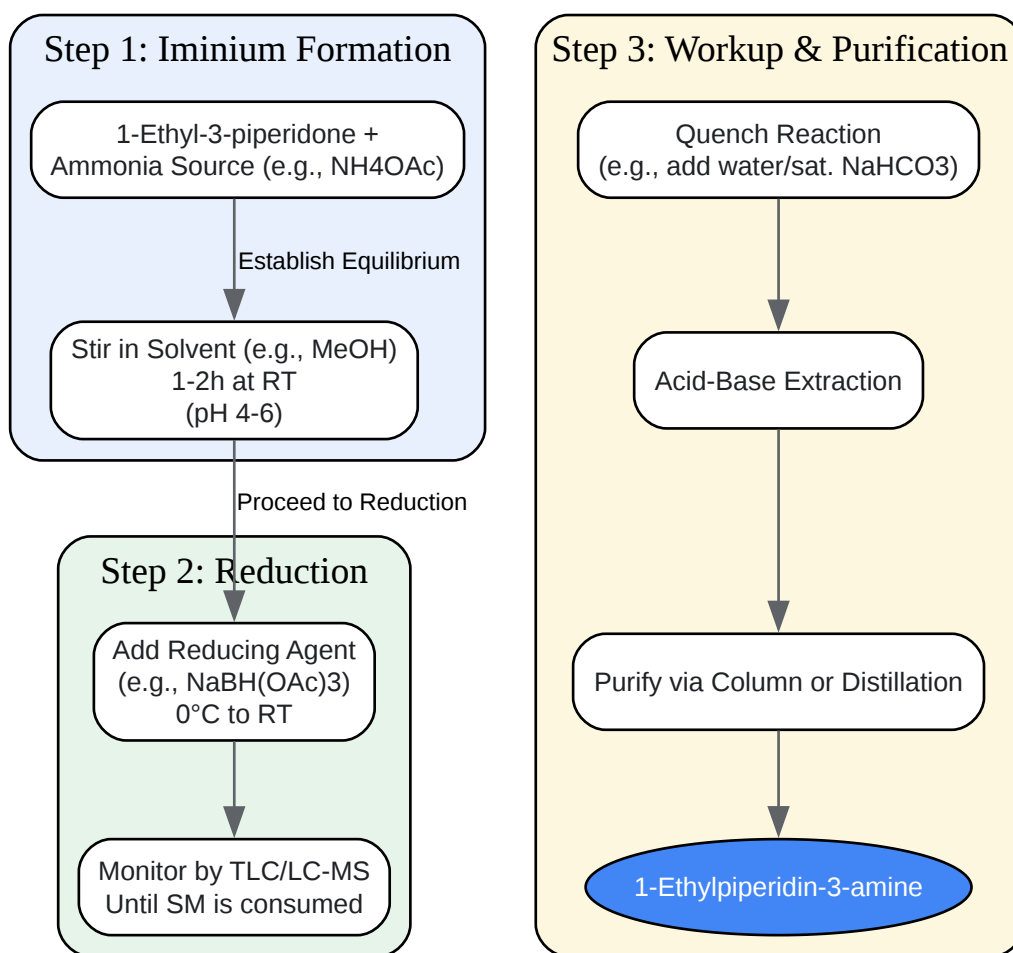 Step 1: Iminium Formation
1-Ethyl-3-piperidone +
Ammonia Source (e.g., NH4OAc)
Establish Equilibrium
Stir in Solvent (e.g., MeOH)
1-2h at RT
(pH 4-6)
Proceed to Reduction
Step 2: Reduction
Add Reducing Agent
(e.g., NaBH(OAc)3)
0°C to RT
Monitor by TLC/LC-MS
Until SM is consumed
Step 3: Workup & Purification
Quench Reaction
(e.g., add water/sat. NaHCO3)
Acid-Base Extraction
Purify via Column or Distillation
1-Ethylpiperidin-3-amine